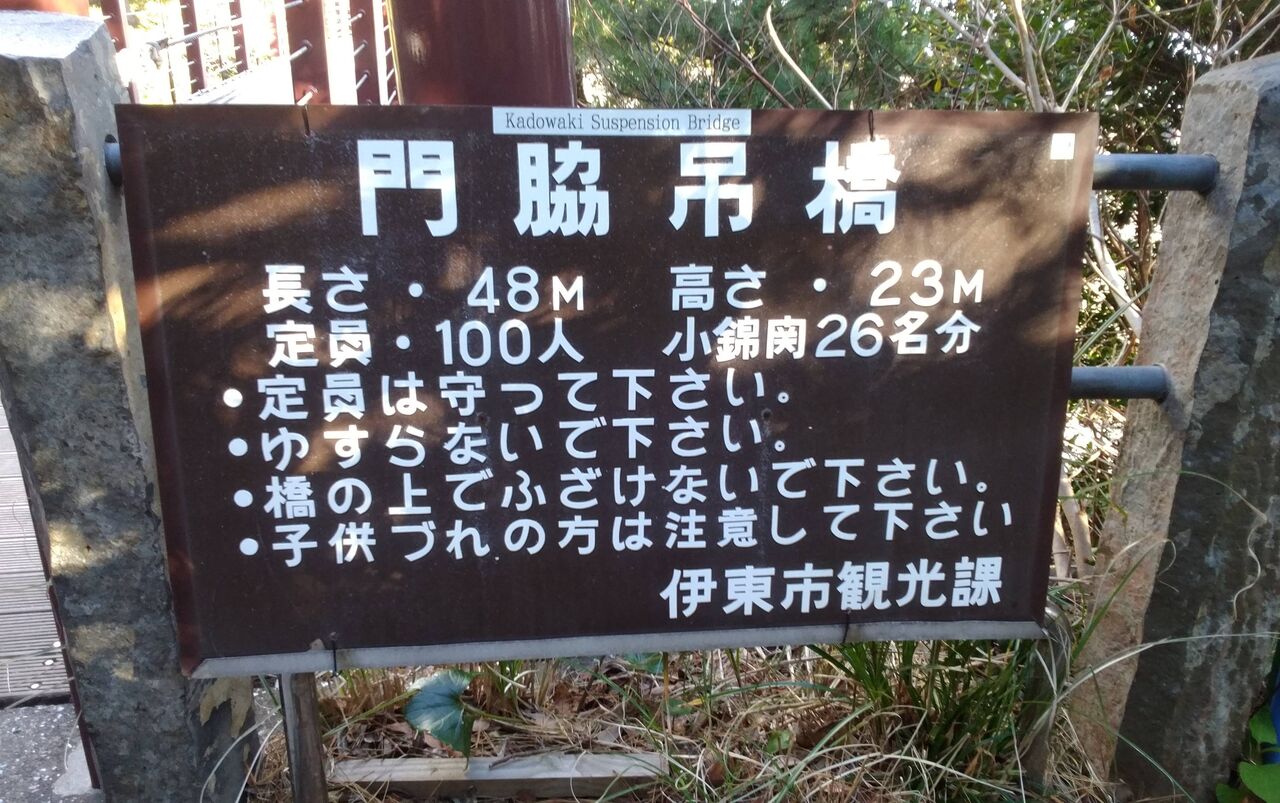 Kadowaki Suspension Bridge
門脇吊橋
長さ・48M 高さ・23M
定員・100人 小錦関26名分
•定員は守って下さい。
•ゆすらないで下さい。
•橋の上でふざけないで下さい。
•子供づれの方は注意して下さい
伊東市観光課